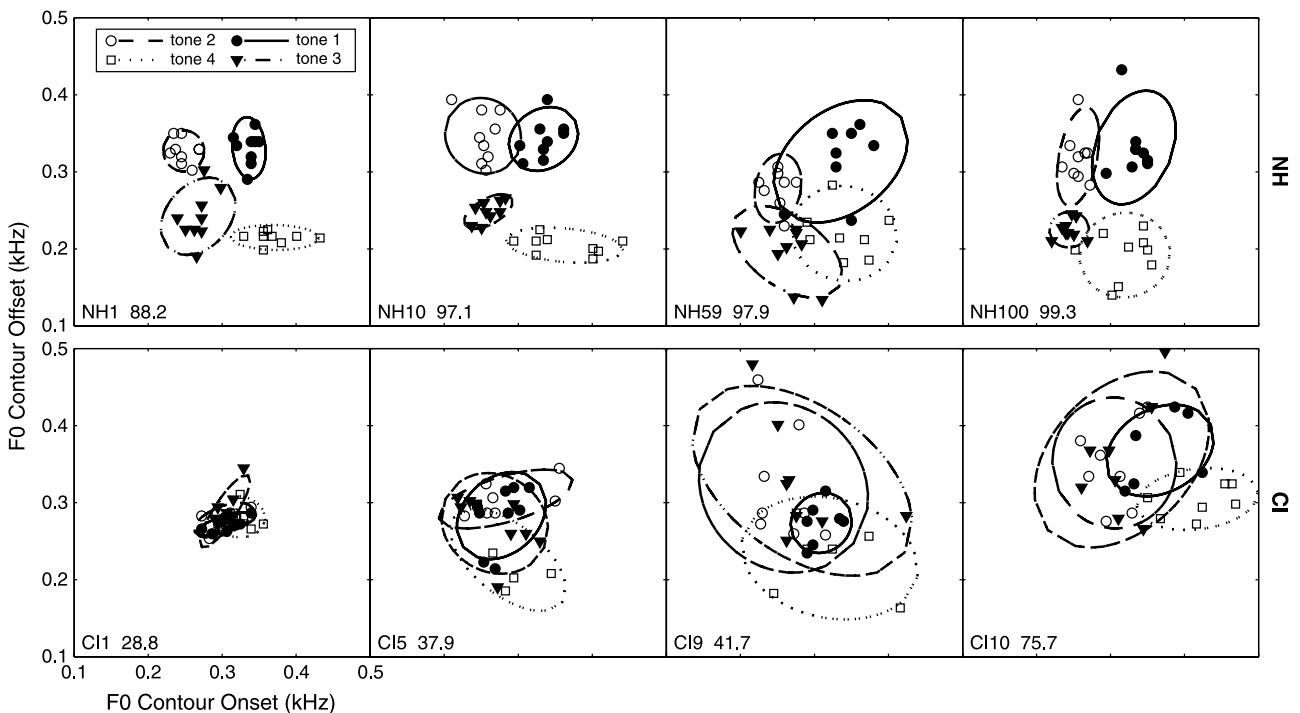 0.5
tone 2 tone 1
tone 4 tone 3
0.4
0.3
0.2
0.1
NH1 88.2
NH10 97.1
NH59 97.9
NH100 99.3
NH
F0 Contour Offset (kHz)
0.5
0.4
0.3
0.2
0.1
CI1 28.8
CI5 37.9
CI9 41.7
CI10 75.7
CI
0.1 0.2 0.3 0.4 0.5
F0 Contour Onset (kHz)